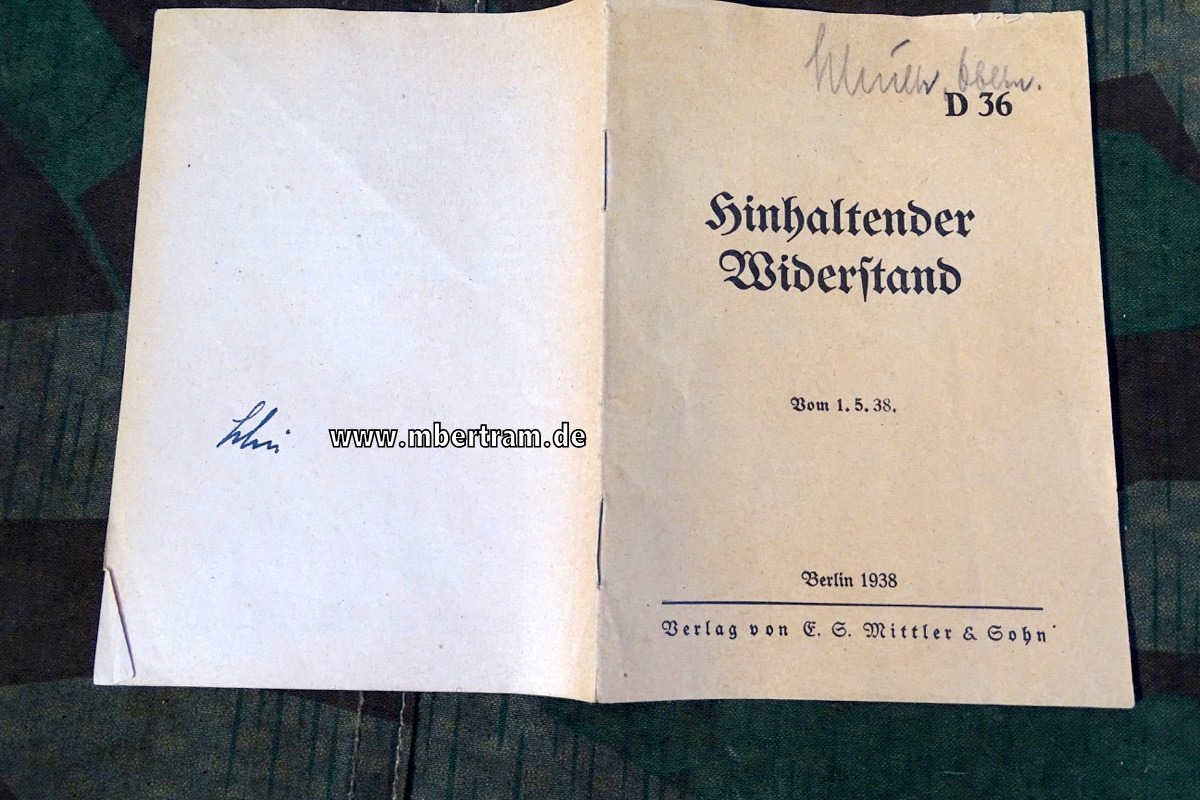 D 36
Hinhaltender
Widerstand
Vom 1. 5. 38.
www.mbertram.de
Berlin 1938
Verlag von E. S. Mittler & Sohn